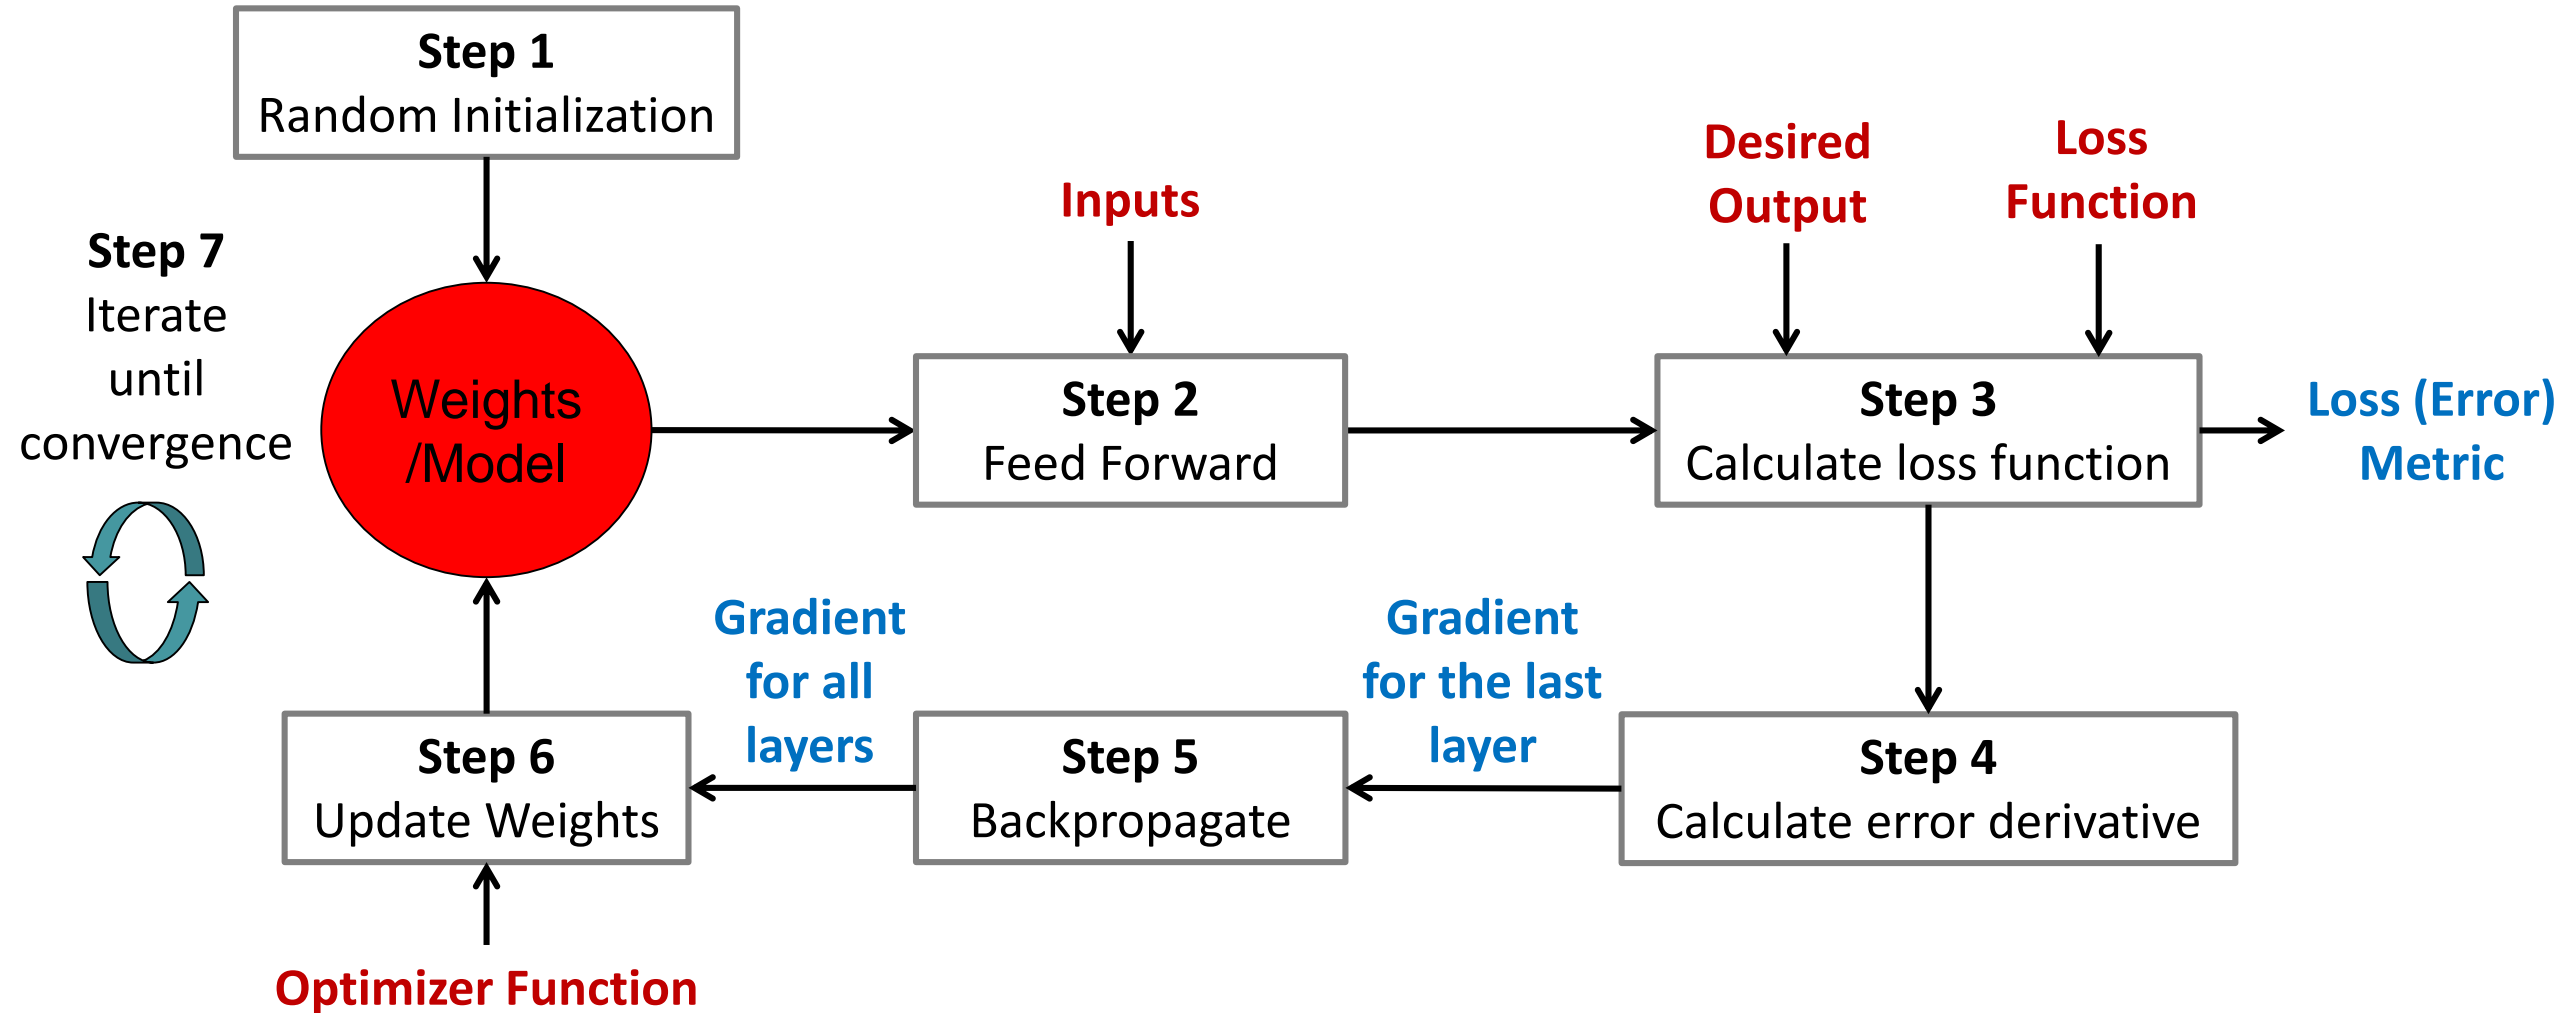 Step 1
Random Initialization
Step 7
Iterate
until
convergence
Weights
/Model
Inputs
Step 2
Feed Forward
Desired
Output
Loss
Function
Step 3
Calculate loss function
Loss (Error)
Metric
Step 4
Calculate error derivative
Gradient
for the last
layer
Step 5
Backpropagate
Gradient
for all
layers
Step 6
Update Weights
Optimizer Function